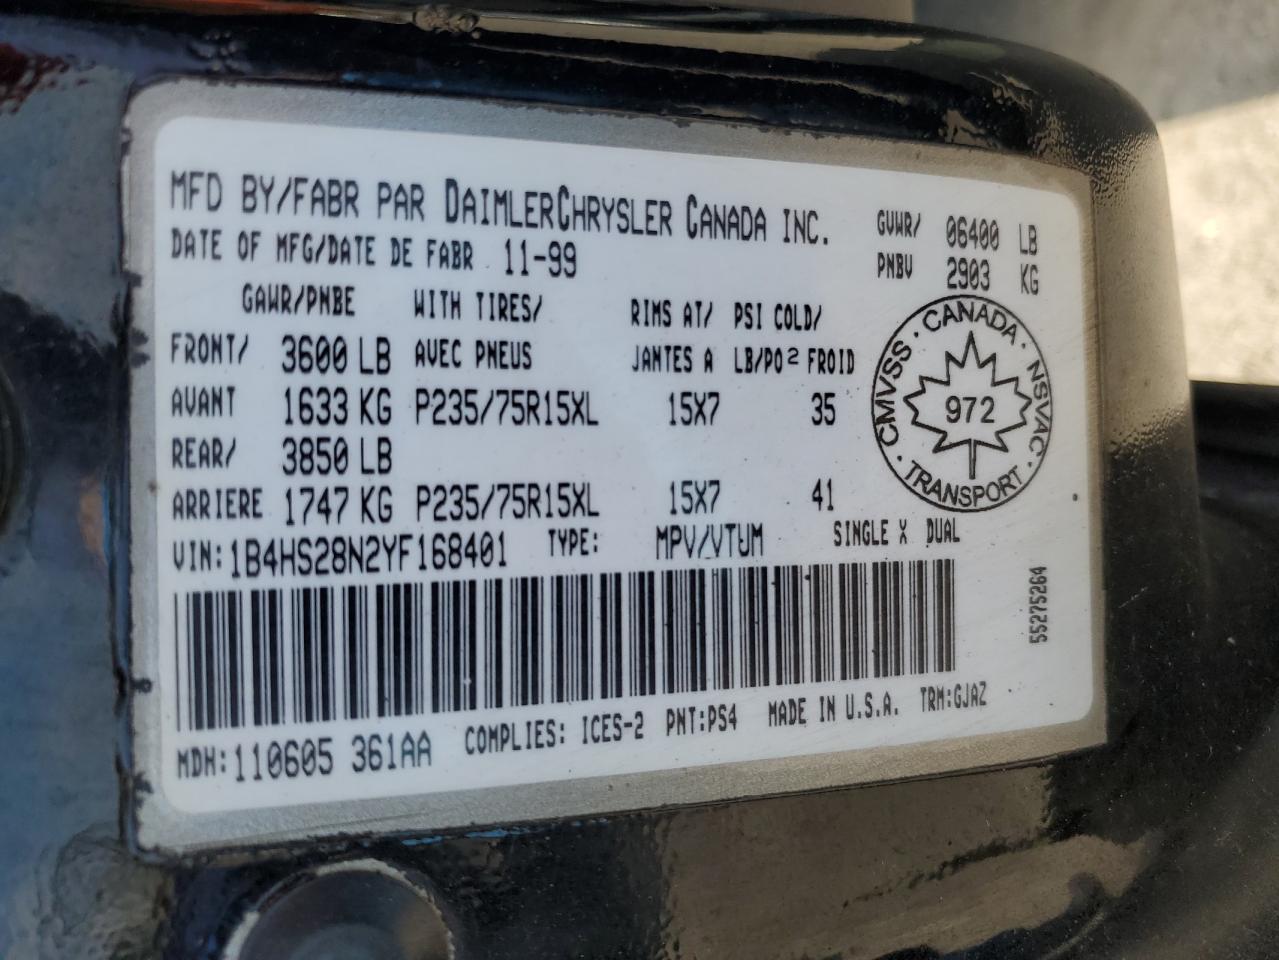 MFD BY/FABR PAR DAIMLERCHRYSLER CANADA INC.
DATE OF MFG/DATE DE FABR 11-99
GVWR/ 06400 LB
PNBV 2903 KG
GAWR/PNBE WITH TIRES/ RIMS AT/ PSI COLD/
FRONT/ 3600 LB AVEC PNEUS JANTES A LB/PO² FROID
AVANT 1633 KG P235/75R15XL 15X7 35
REAR/ 3850 LB
ARRIERE 1747 KG P235/75R15XL 15X7 41
CMVSS · CANADA · NSVAC · TRANSPORT ·
972
VIN: 1B4HS28N2YF168401 TYPE: MPV/VTUM SINGLE X DUAL
55275264
MDH: 110605 361AA COMPLIES: ICES-2 PNT:PS4 MADE IN U.S.A. TRM:GJAZ